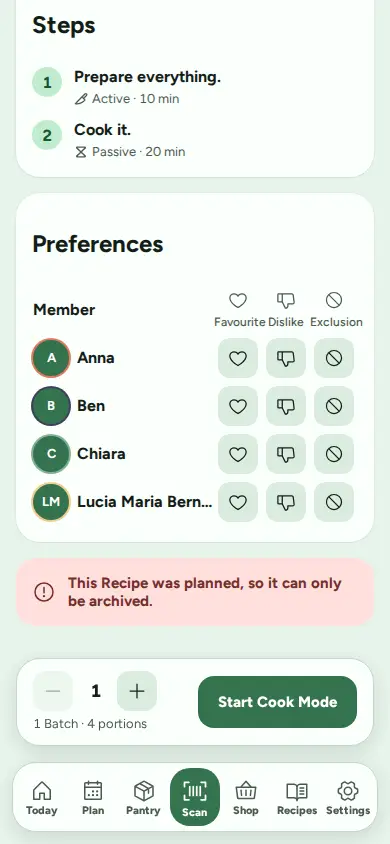 Steps
1
Prepare everything.
Active · 10 min
2
Cook it.
Passive · 20 min
Preferences
Member
Favourite Dislike Exclusion
A Anna
B Ben
C Chiara
LM Lucia Maria Bern...
This Recipe was planned, so it can only
be archived.
1
1 Batch · 4 portions
Start Cook Mode
Today Plan Pantry Scan Shop Recipes Settings